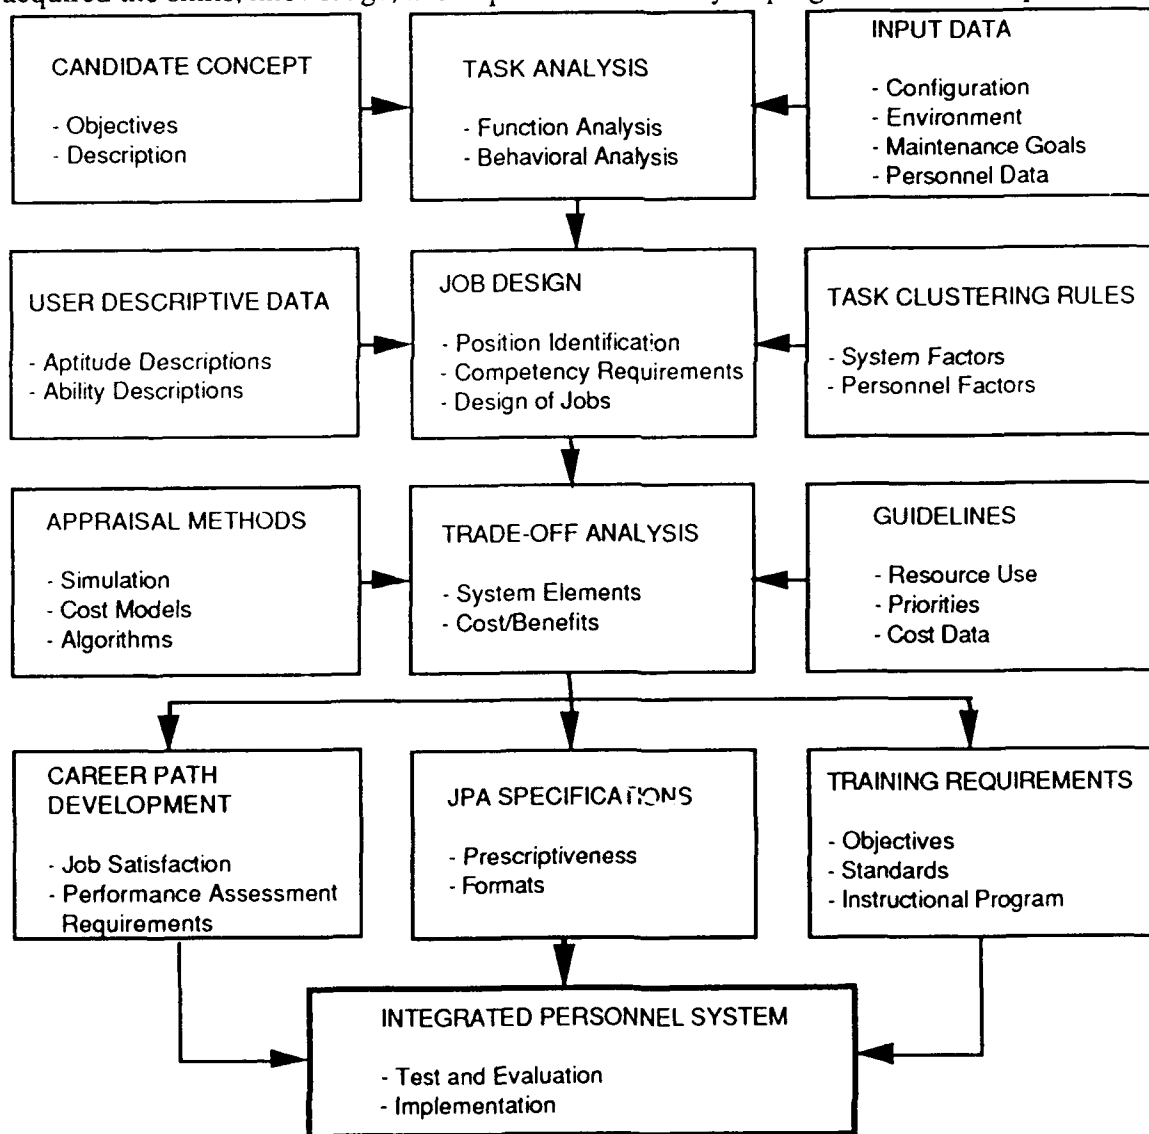 CANDIDATE CONCEPT
- Objectives
- Description
TASK ANALYSIS
- Function Analysis
- Behavioral Analysis
INPUT DATA
- Configuration
- Environment
- Maintenance Goals
- Personnel Data
USER DESCRIPTIVE DATA
- Aptitude Descriptions
- Ability Descriptions
JOB DESIGN
- Position Identification
- Competency Requirements
- Design of Jobs
TASK CLUSTERING RULES
- System Factors
- Personnel Factors
APPRAISAL METHODS
- Simulation
- Cost Models
- Algorithms
TRADE-OFF ANALYSIS
- System Elements
- Cost/Benefits
GUIDELINES
- Resource Use
- Priorities
- Cost Data
CAREER PATH
DEVELOPMENT
- Job Satisfaction
- Performance Assessment
Requirements
JPA SPECIFICATIONS
- Prescriptiveness
- Formats
TRAINING REQUIREMENTS
- Objectives
- Standards
- Instructional Program
INTEGRATED PERSONNEL SYSTEM
- Test and Evaluation
- Implementation